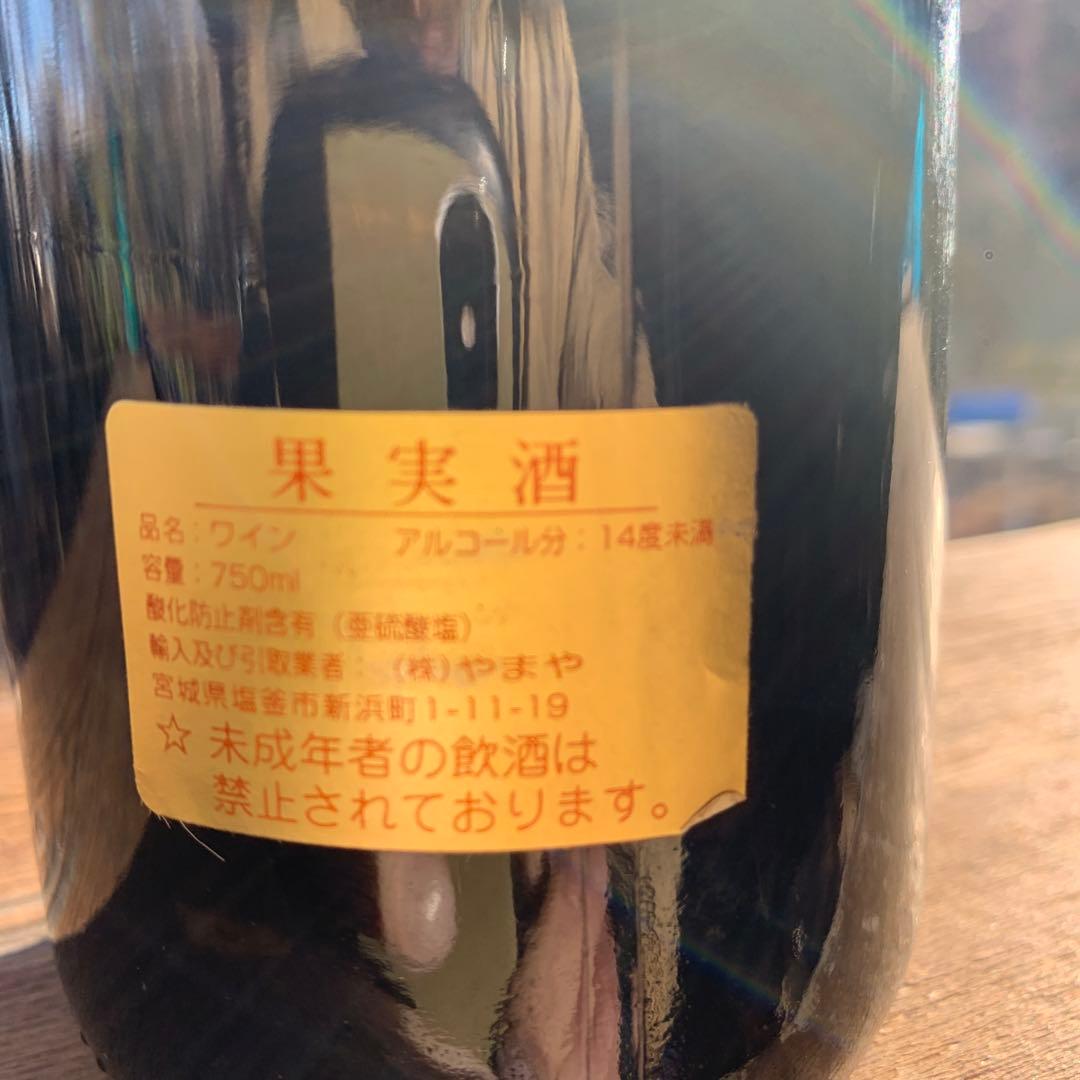 果実酒
品名：ワイン　アルコール分：14度未満
容量：750ml
酸化防止剤含有（亜硫酸塩）
輸入及び引取業者：（株）やまや
宮城県塩釜市新浜町1-11-19
☆未成年者の飲酒は
禁止されております。